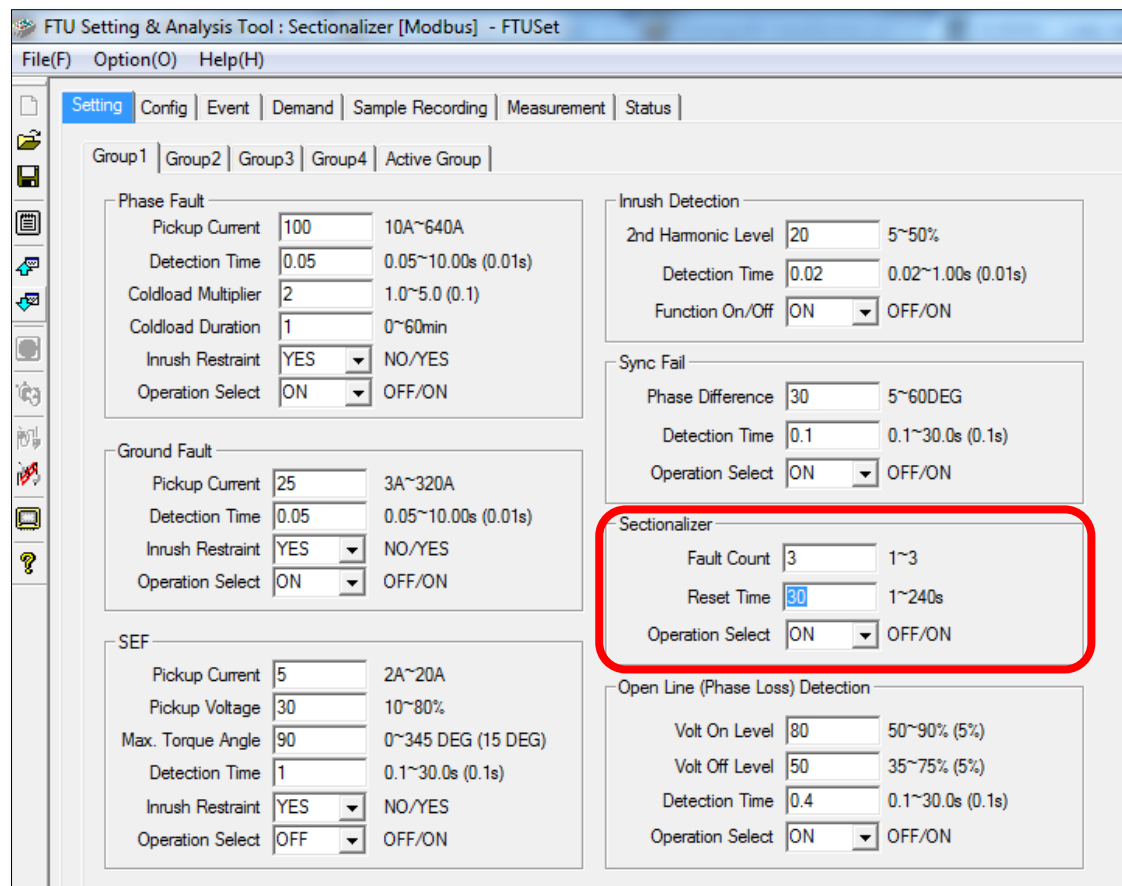 FTU Setting & Analysis Tool : Sectionalizer [Modbus] - FTUSet
File(F) Option(O) Help(H)
Setting Config Event Demand Sample Recording Measurement Status
Group1 Group2 Group3 Group4 Active Group
Phase Fault
Pickup Current 100 10A~640A
Detection Time 0.05 0.05~10.00s (0.01s)
Coldload Multiplier 2 1.0~5.0 (0.1)
Coldload Duration 1 0~60min
Inrush Restraint YES NO/YES
Operation Select ON OFF/ON
Ground Fault
Pickup Current 25 3A~320A
Detection Time 0.05 0.05~10.00s (0.01s)
Inrush Restraint YES NO/YES
Operation Select ON OFF/ON
SEF
Pickup Current 5 2A~20A
Pickup Voltage 30 10~80%
Max. Torque Angle 90 0~345 DEG (15 DEG)
Detection Time 1 0.1~30.0s (0.1s)
Inrush Restraint YES NO/YES
Operation Select OFF OFF/ON
Inrush Detection
2nd Harmonic Level 20 5~50%
Detection Time 0.02 0.02~1.00s (0.01s)
Function On/Off ON OFF/ON
Sync Fail
Phase Difference 30 5~60DEG
Detection Time 0.1 0.1~30.0s (0.1s)
Operation Select ON OFF/ON
Sectionalizer
Fault Count 3 1~3
Reset Time 30 1~240s
Operation Select ON OFF/ON
Open Line (Phase Loss) Detection
Volt On Level 80 50~90% (5%)
Volt Off Level 50 35~75% (5%)
Detection Time 0.4 0.1~30.0s (0.1s)
Operation Select ON OFF/ON